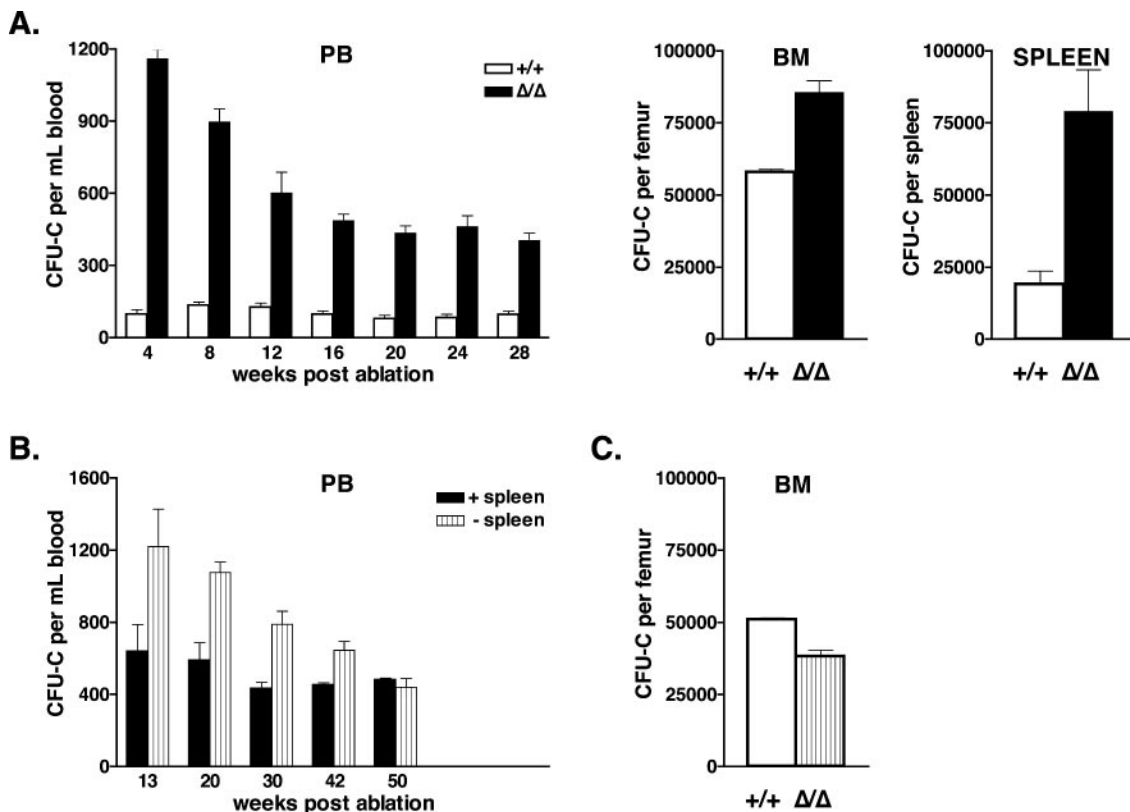 A.
PB
+/+
Δ/Δ
CFU-C per mL blood
1200
900
600
300
0
4 8 12 16 20 24 28
weeks post ablation
BM
CFU-C per femur
100000
75000
50000
25000
0
+/+ Δ/Δ
SPLEEN
CFU-C per spleen
100000
75000
50000
25000
0
+/+ Δ/Δ
B.
PB
+ spleen
- spleen
CFU-C per mL blood
1600
1200
800
400
0
13 20 30 42 50
weeks post ablation
C.
BM
CFU-C per femur
100000
75000
50000
25000
0
+/+ Δ/Δ